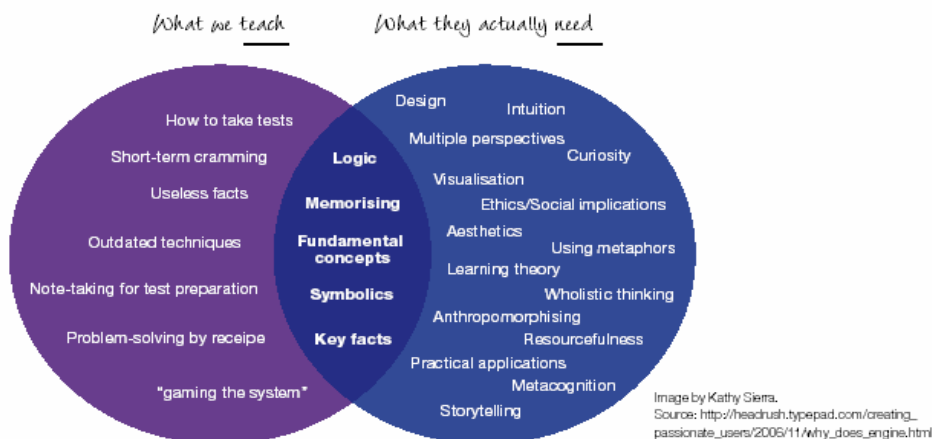 What we teach
What they actually need
How to take tests
Short-term cramming
Useless facts
Outdated techniques
Note-taking for test preparation
Problem-solving by receipe
"gaming the system"
Logic
Memorising
Fundamental
concepts
Symbolics
Key facts
Design
Intuition
Multiple perspectives
Curiosity
Visualisation
Ethics/Social implications
Aesthetics
Using metaphors
Learning theory
Wholistic thinking
Anthropomorphising
Resourcefulness
Practical applications
Metacognition
Storytelling
Image by Kathy Sierra.
Source: http://headrush.typepad.com/creating_
passionate_users/2006/11/why_does_engine.html